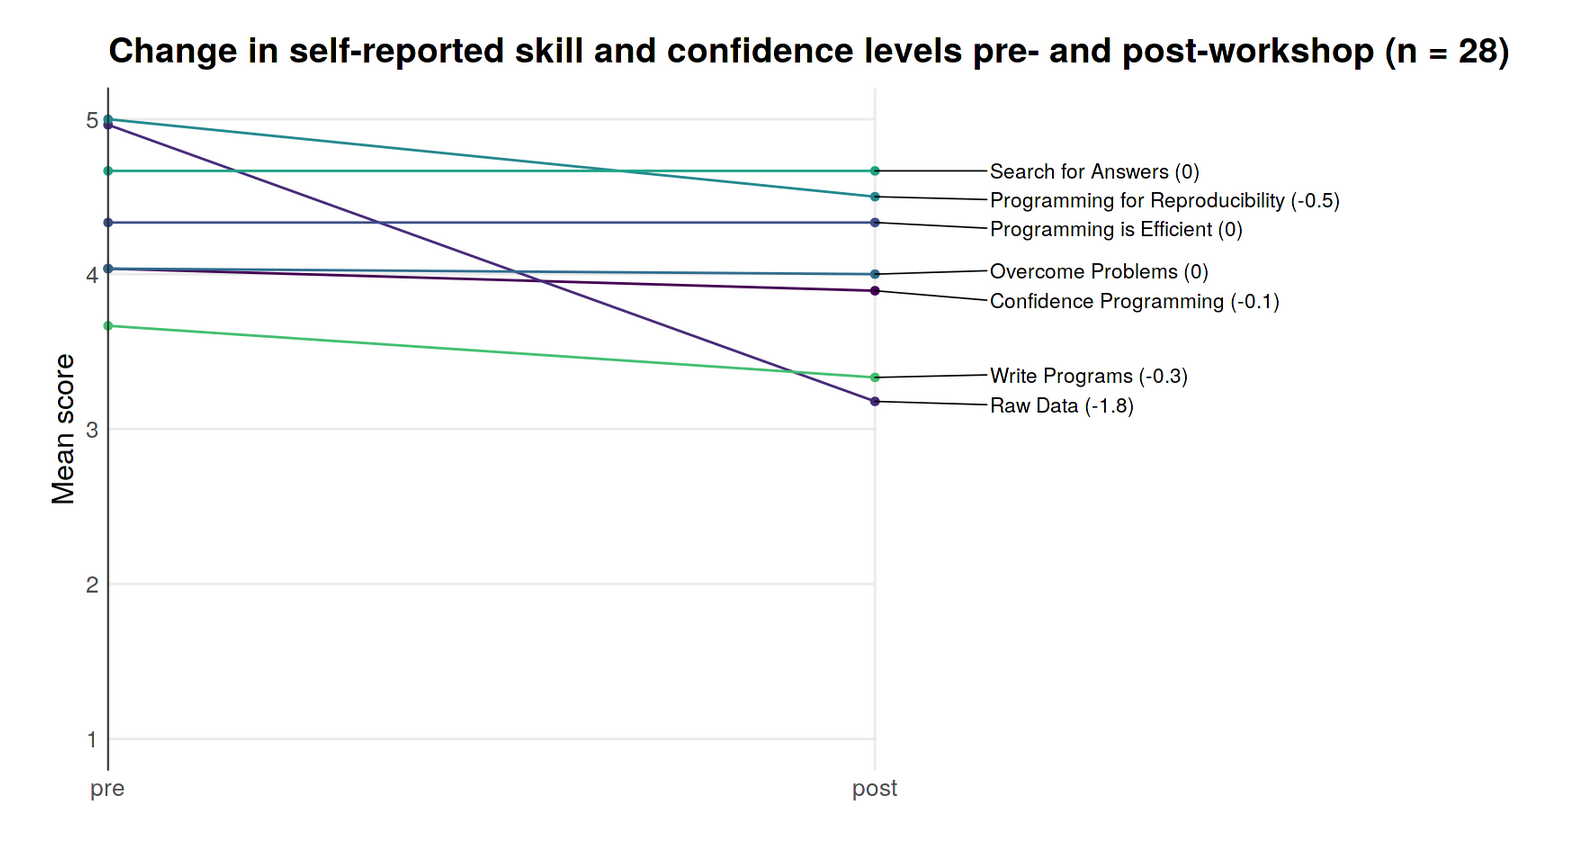 Change in self-reported skill and confidence levels pre- and post-workshop (n = 28)
Mean score
5
4
3
2
1
pre
post
Search for Answers (0)
Programming for Reproducibility (-0.5)
Programming is Efficient (0)
Overcome Problems (0)
Confidence Programming (-0.1)
Write Programs (-0.3)
Raw Data (-1.8)